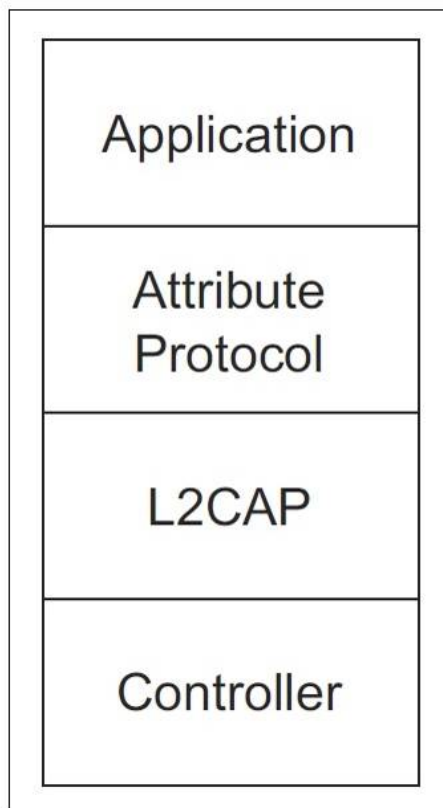 Application
Attribute
Protocol
L2CAP
Controller